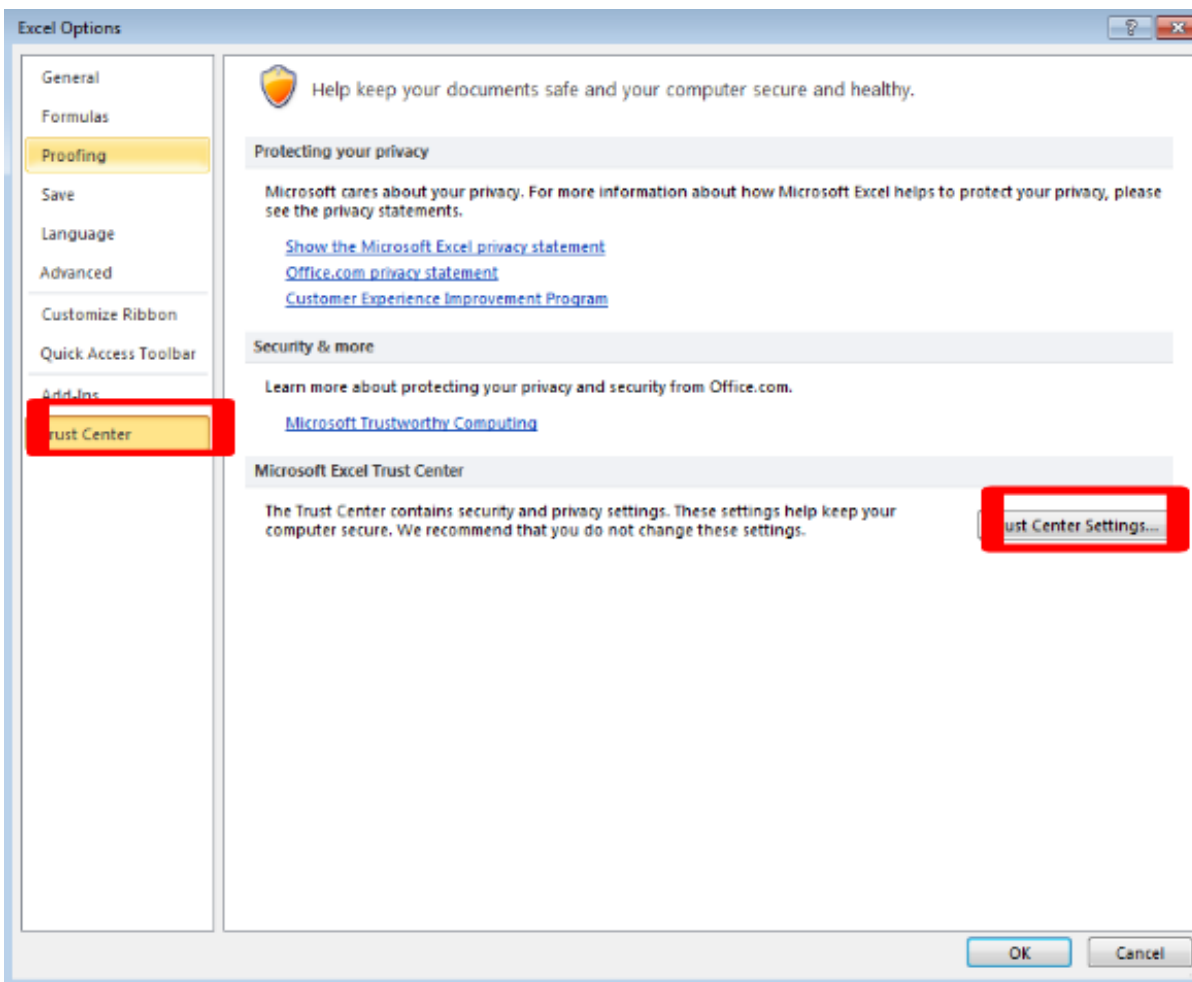 Excel Options
General
Formulas
Proofing
Save
Language
Advanced
Customize Ribbon
Quick Access Toolbar
Add-Ins
rust Center
Help keep your documents safe and your computer secure and healthy.
Protecting your privacy
Microsoft cares about your privacy. For more information about how Microsoft Excel helps to protect your privacy, please
see the privacy statements.
Show the Microsoft Excel privacy statement
Office.com privacy statement
Customer Experience Improvement Program
Security & more
Learn more about protecting your privacy and security from Office.com.
Microsoft Trustworthy Computing
Microsoft Excel Trust Center
The Trust Center contains security and privacy settings. These settings help keep your
computer secure. We recommend that you do not change these settings.
ust Center Settings...
OK
Cancel